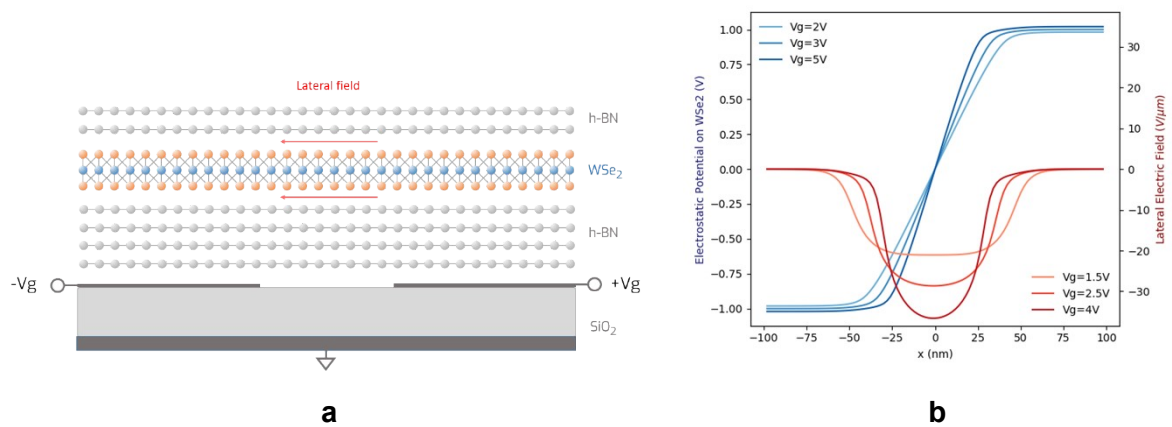 Lateral field
h-BN
WSe2
h-BN
-Vg
+Vg
SiO2
a
Electrostatic Potential on WSe2 (V)
1.00
0.75
0.50
0.25
0.00
−0.25
−0.50
−0.75
−1.00
Vg=2V
Vg=3V
Vg=5V
Vg=1.5V
Vg=2.5V
Vg=4V
30
20
10
0
−10
−20
−30
Lateral Electric Field (V/μm)
−100 −75 −50 −25 0 25 50 75 100
x (nm)
b